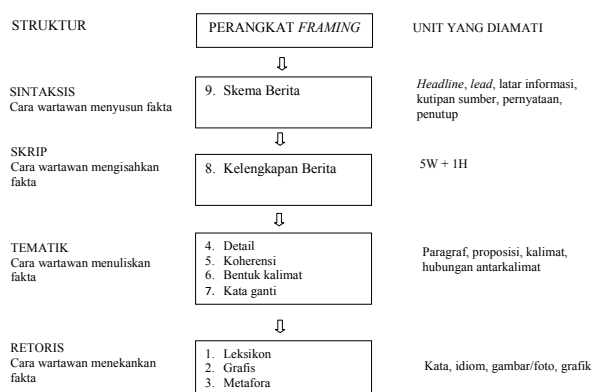 STRUKTUR
PERANGKAT FRAMING
UNIT YANG DIAMATI
SINTAKSIS
Cara wartawan menyusun fakta
9. Skema Berita
Headline, lead, latar informasi,
kutipan sumber, pernyataan,
penutup
SKRIP
Cara wartawan mengisahkan
fakta
8. Kelengkapan Berita
5W + 1H
TEMATIK
Cara wartawan menuliskan
fakta
4. Detail
5. Koherensi
6. Bentuk kalimat
7. Kata ganti
Paragraf, proposisi, kalimat,
hubungan antarkalimat
RETORIS
Cara wartawan menekankan
fakta
1. Leksikon
2. Grafis
3. Metafora
Kata, idiom, gambar/foto, grafik